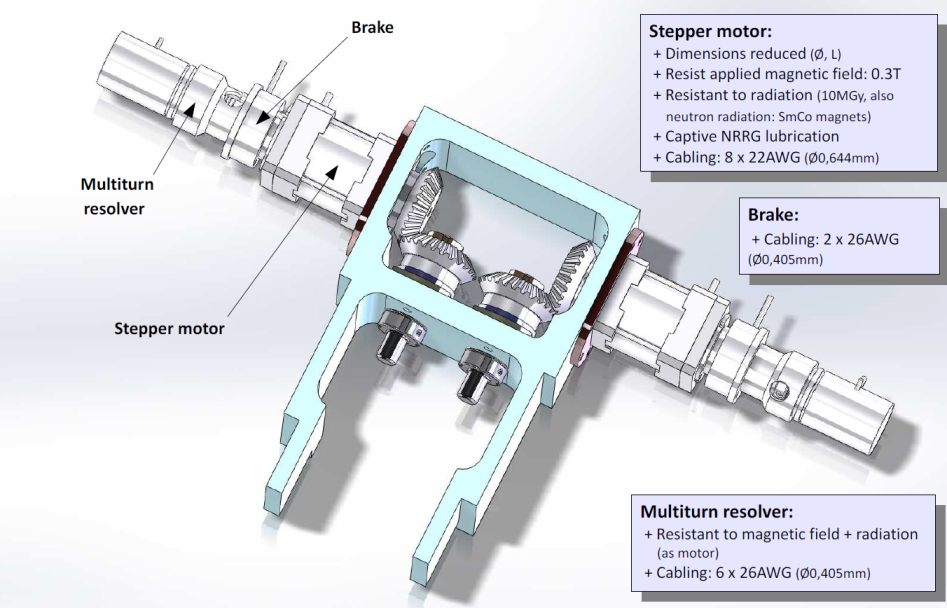 Brake
Multiturn
resolver
Stepper motor
Stepper motor:
+ Dimensions reduced (Ø, L)
+ Resist applied magnetic field: 0.3T
+ Resistant to radiation (10MGy, also
neutron radiation: SmCo magnets)
+ Captive NRRG lubrication
+ Cabling: 8 x 22AWG (Ø0,644mm)
Brake:
+ Cabling: 2 x 26AWG
(Ø0,405mm)
Multiturn resolver:
+ Resistant to magnetic field + radiation
(as motor)
+ Cabling: 6 x 26AWG (Ø0,405mm)